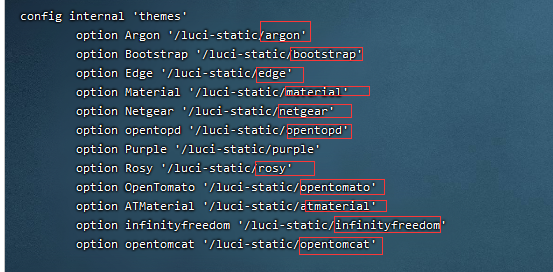 config internal 'themes'
option Argon '/luci-static/argon'
option Bootstrap '/luci-static/bootstrap'
option Edge '/luci-static/edge'
option Material '/luci-static/material'
option Netgear '/luci-static/netgear'
option opentopd '/luci-static/opentopd'
option Purple '/luci-static/purple'
option Rosy '/luci-static/rosy'
option OpenTomato '/luci-static/opentomato'
option ATMaterial '/luci-static/atmaterial'
option infinityfreedom '/luci-static/infinityfreedom'
option opentomcat '/luci-static/opentomcat'